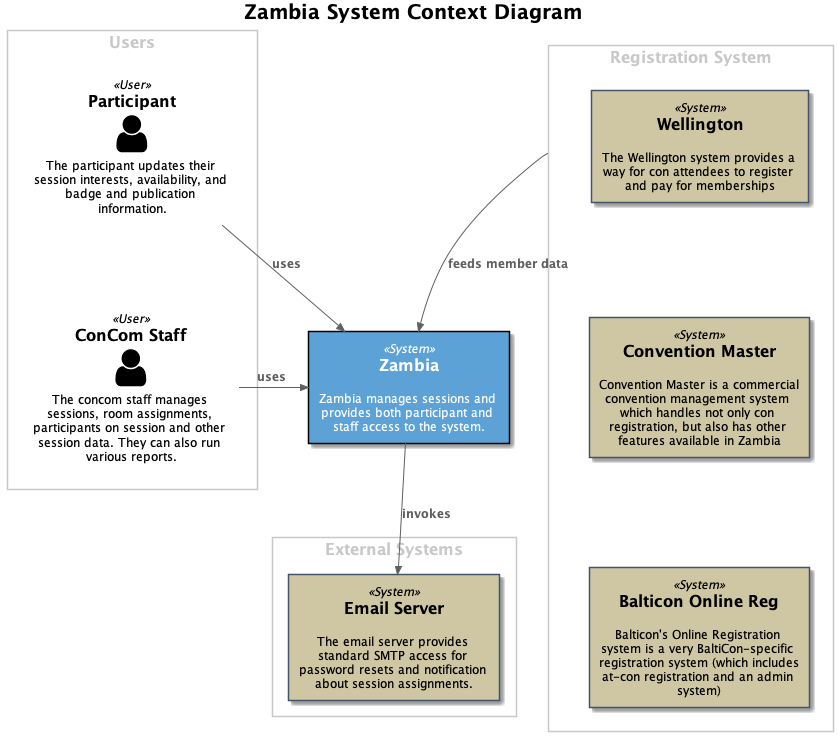 Zambia System Context Diagram
Users
«User»
Participant
The participant updates their
session interests, availability, and
badge and publication
information.
«User»
ConCom Staff
The concom staff manages
sessions, room assignments,
participants on session and other
session data. They can also run
various reports.
uses
uses
feeds member data
«System»
Zambia
Zambia manages sessions and
provides both participant and
staff access to the system.
invokes
External Systems
«System»
Email Server
The email server provides
standard SMTP access for
password resets and notification
about session assignments.
Registration System
«System»
Wellington
The Wellington system provides a
way for con attendees to register
and pay for memberships
«System»
Convention Master
Convention Master is a commercial
convention management system
which handles not only con
registration, but also has other
features available in Zambia
«System»
Balticon Online Reg
Balticon's Online Registration
system is a very BaltiCon-specific
registration system (which includes
at-con registration and an admin
system)